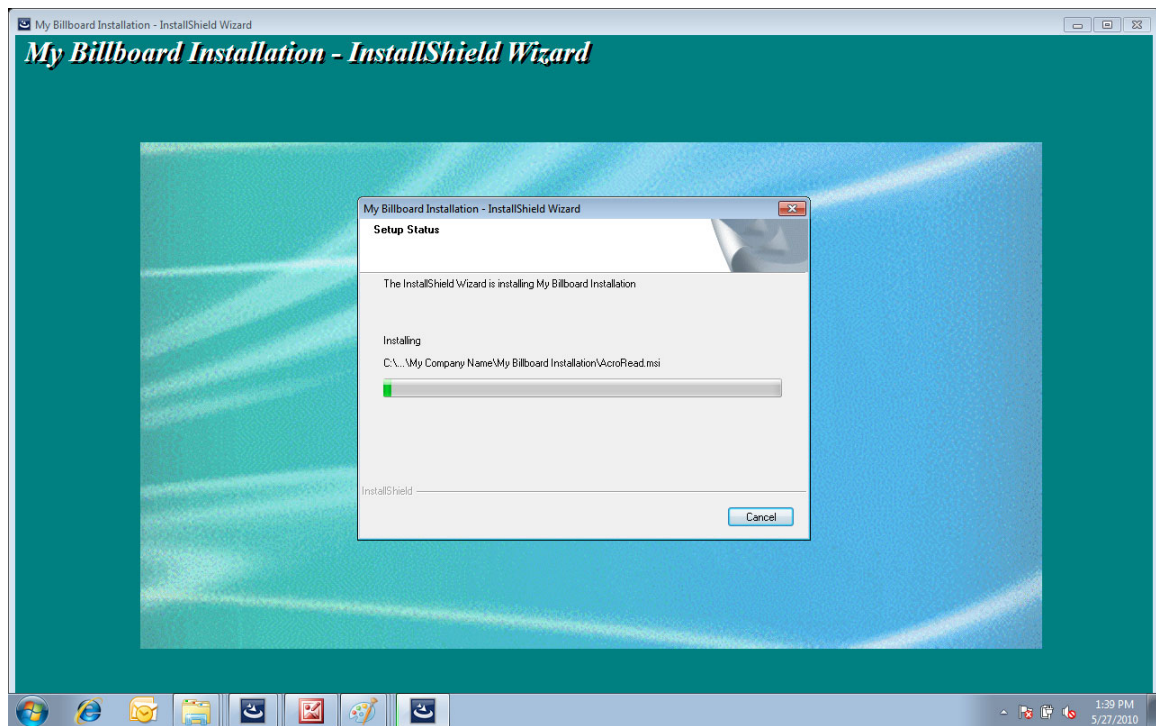 My Billboard Installation - InstallShield Wizard
My Billboard Installation - InstallShield Wizard
My Billboard Installation - InstallShield Wizard
Setup Status
The InstallShield Wizard is installing My Billboard Installation
Installing
C:\...\My Company Name\My Billboard Installation\AcroRead.msi
InstallShield
Cancel
1:39 PM
5/27/2010